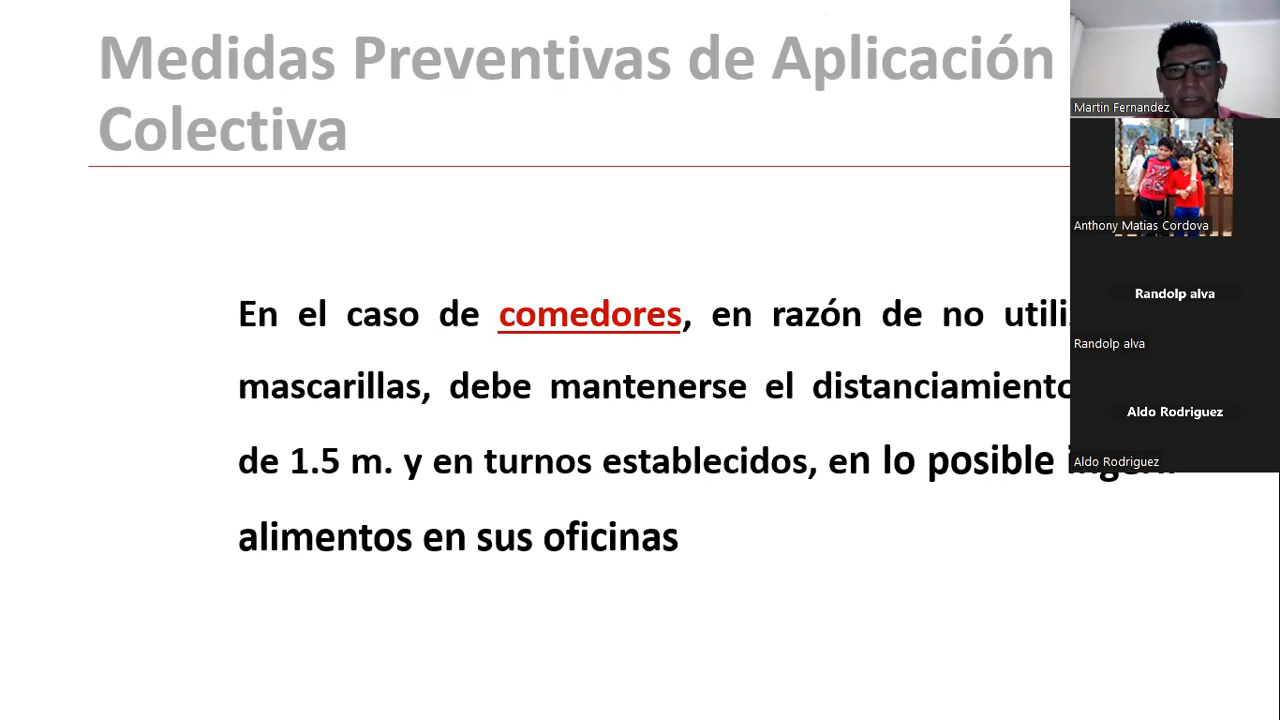 Medidas Preventivas de Aplicación
Colectiva
En el caso de comedores, en razón de no
mascarillas, debe mantenerse el distanciamiento
de 1.5 m. y en turnos establecidos, en lo posible
alimentos en sus oficinas
Martín Fernandez
Anthony Matias Cordova
Randolp alva
Randolp alva
Aldo Rodriguez
Aldo Rodriguez